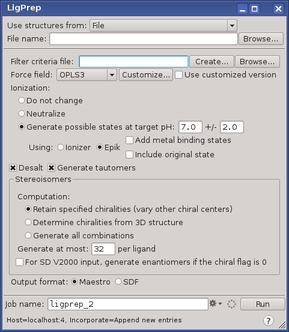 LigPrep
Use structures from: File
File name: Browse...
Filter criteria file: Create... Browse...
Force field: OPLS3 Customize... Use customized version
Ionization:
Do not change
Neutralize
Generate possible states at target pH: 7.0 +/- 2.0
Add metal binding states
Using: Ionizer Epik
Include original state
Desalt Generate tautomers
Stereoisomers
Computation:
Retain specified chiralities (vary other chiral centers)
Determine chiralities from 3D structure
Generate all combinations
Generate at most: 32 per ligand
For SD V2000 input, generate enantiomers if the chiral flag is 0
Output format: Maestro SDF
Job name: ligprep_2 Run
Host=localhost:4, Incorporate=Append new entries